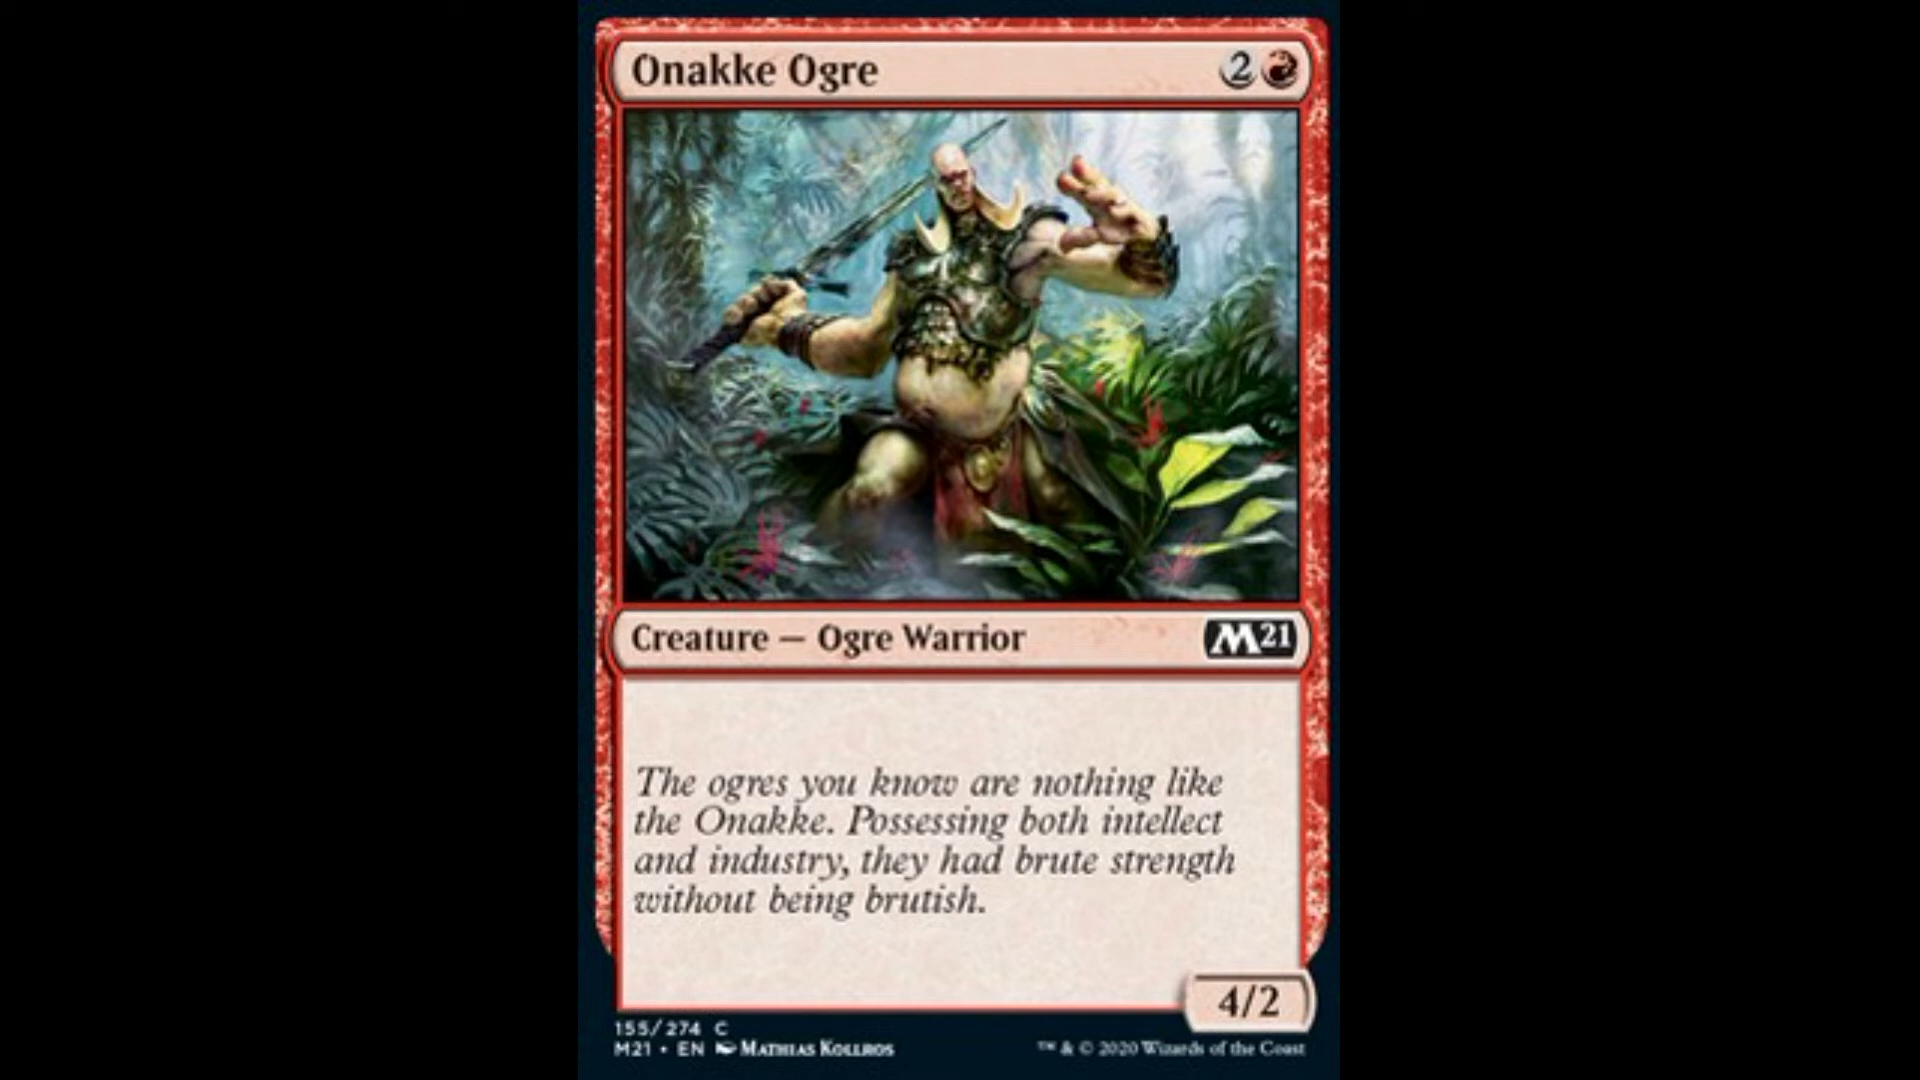 Onakke Ogre
2
Creature — Ogre Warrior
M21
The ogres you know are nothing like
the Onakke. Possessing both intellect
and industry, they had brute strength
without being brutish.
4/2
155/274 C
M21 • EN Mathias Kollros
™ & © 2020 Wizards of the Coast